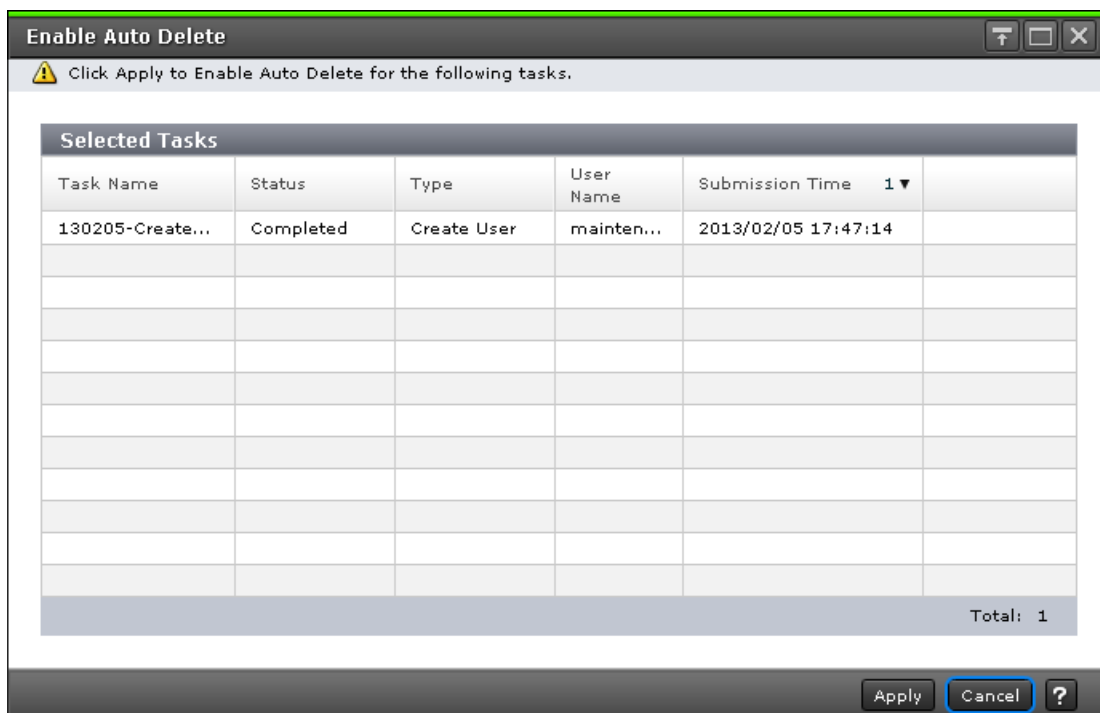 Enable Auto Delete
Click Apply to Enable Auto Delete for the following tasks.
Selected Tasks
Task Name Status Type User Name Submission Time 1▼
130205-Create... Completed Create User mainten... 2013/02/05 17:47:14
Total: 1
Apply Cancel ?